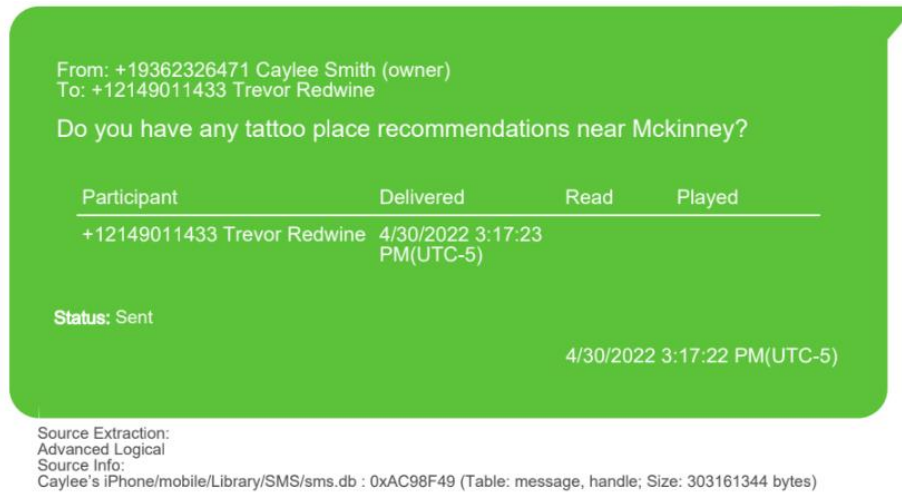 From: +19362326471 Caylee Smith (owner)
To: +12149011433 Trevor Redwine
Do you have any tattoo place recommendations near Mckinney?
Participant Delivered Read Played
+12149011433 Trevor Redwine 4/30/2022 3:17:23
PM(UTC-5)
Status: Sent
4/30/2022 3:17:22 PM(UTC-5)
Source Extraction:
Advanced Logical
Source Info:
Caylee's iPhone/mobile/Library/SMS/sms.db : 0xAC98F49 (Table: message, handle; Size: 303161344 bytes)